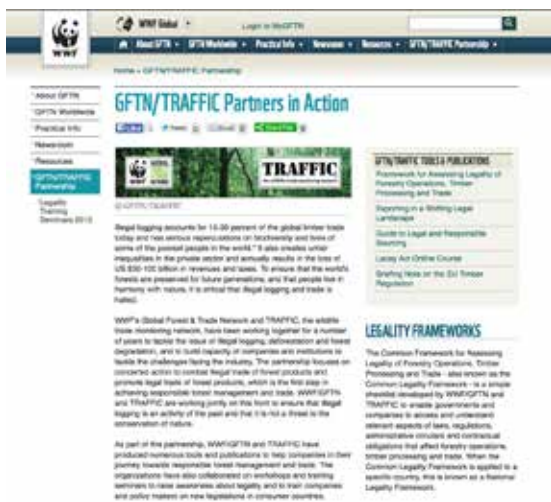 WWF Global
Login to MyGFTN
About GFTN
GFTN Worldwide
Practical Info
Newsroom
Resources
GFTN/TRAFFIC Partnership
WWF
Home > GFTN/TRAFFIC Partnership
About GFTN
GFTN Worldwide
Practical Info
Newsroom
Resources
GFTN/TRAFFIC
Partnership
Legality
Training
Seminars 2013
GFTN/TRAFFIC Partners in Action
WWF
TRAFFIC
© GFTN/TRAFFIC
Illegal logging accounts for 10-30 percent of the global timber trade
today and has serious repercussions on biodiversity and lives of
some of the poorest people in the world.* It also creates unfair
inequalities in the private sector and annually results in the loss of
US $30-100 billion in revenues and taxes. To ensure that the world's
forests are preserved for future generations, and that people live in
harmony with nature, it is critical that illegal logging and trade is
halted.
WWF's Global Forest & Trade Network and TRAFFIC, the wildlife
trade monitoring network, have been working together for a number
of years to tackle the issue of illegal logging, deforestation and forest
degradation, and to build capacity of companies and institutions to
tackle the challenges facing the industry. The partnership focuses on
concerted action to combat illegal trade of forest products and
promote legal trade of forest products, which is the first step in
achieving responsible forest management and trade. WWF/GFTN
and TRAFFIC are working jointly on this front to ensure that illegal
logging is an activity of the past and that it is not a threat to the
conservation of nature.
As part of this partnership, WWF/GFTN and TRAFFIC have
produced numerous tools and publications to help companies in their
journey towards responsible forest management and trade. The
organizations have also collaborated on workshops and training
seminars to raise awareness about legality and to train companies
and policy makers on new legislations in consumer countries.
GFTN/TRAFFIC TOOLS & PUBLICATIONS
Framework for Assessing Legality of
Forestry Operations, Timber
Processing and Trade
Exporting in a Shifting Legal
Landscape
Guide to Legal and Responsible
Sourcing
Lacey Act Online Course
Briefing Note on the EU Timber
Regulation
LEGALITY FRAMEWORKS
The Common Framework for Assessing
Legality of Forestry Operations, Timber
Processing and Trade - also known as the
Common Legality Framework - is a simple
checklist developed by WWF/GFTN and
TRAFFIC to enable governments and
companies to access and understand
relevant aspects of laws, regulations,
administrative circulars and contractual
obligations that affect forestry operations,
timber processing and trade. When the
Common Legality Framework is applied to a
specific country, this is known as a National
Legality Framework.